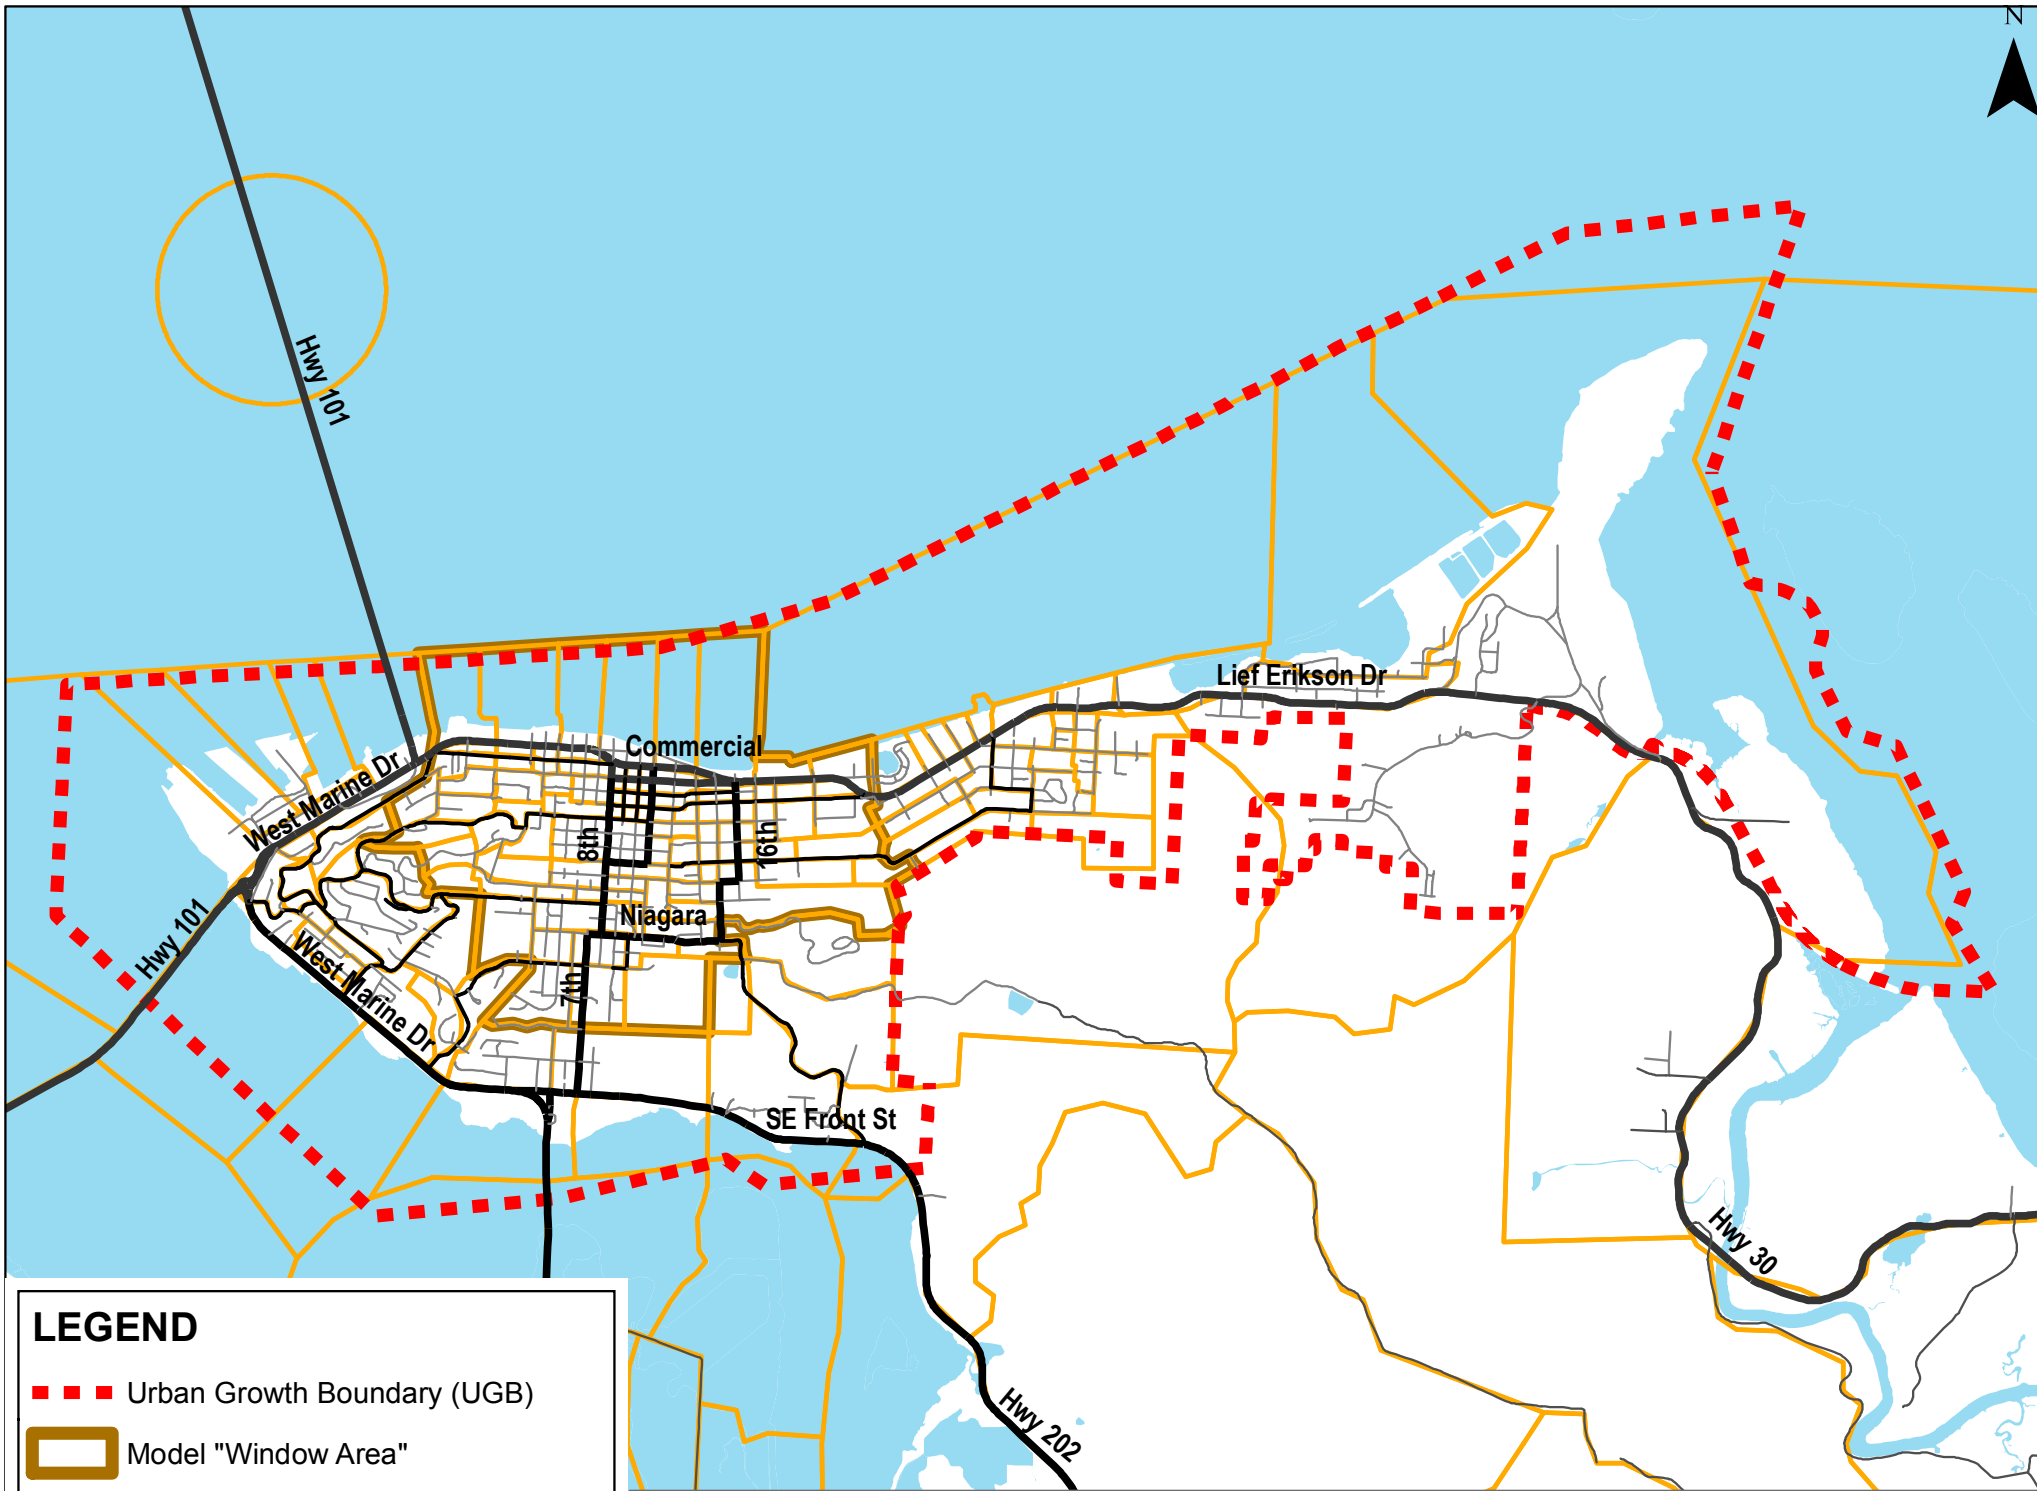 N
Hwy 101
Lief Erikson Dr
Commercial
West Marine Dr
8th
16th
Niagara
Hwy 101
West Marine Dr
7th
SE Front St
Hwy 30
Hwy 202
LEGEND
Urban Growth Boundary (UGB)
Model "Window Area"